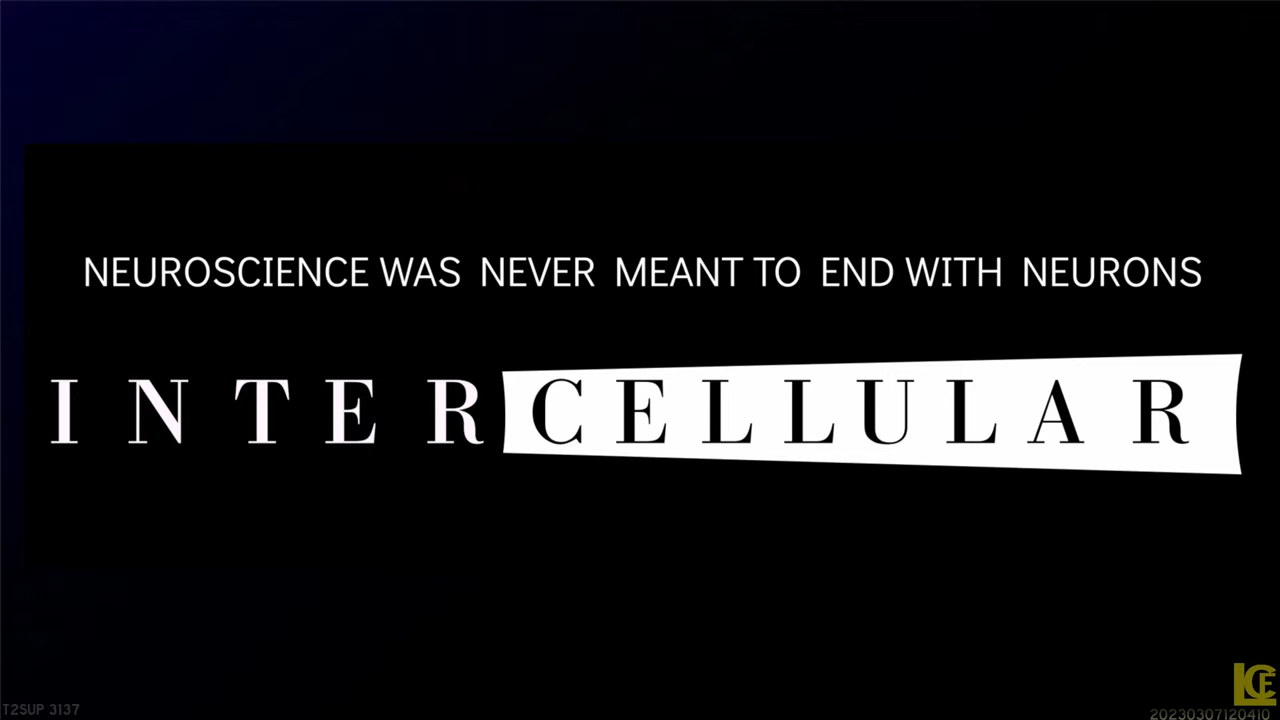 NEUROSCIENCE WAS NEVER MEANT TO END WITH NEURONS
INTERCELLULAR
T2SUP 3137
20230307120410